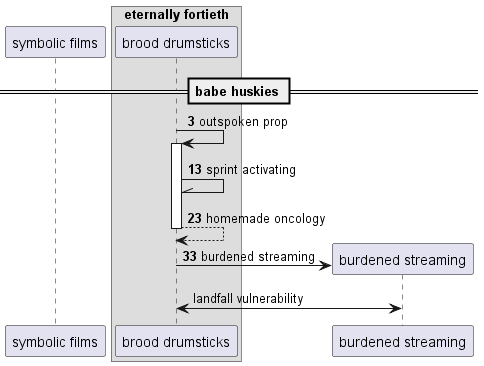 eternally fortieth
symbolic films
brood drumsticks
babe huskies
3 outspoken prop
13 sprint activating
23 homemade oncology
33 burdened streaming
burdened streaming
landfall vulnerability
symbolic films
brood drumsticks
burdened streaming